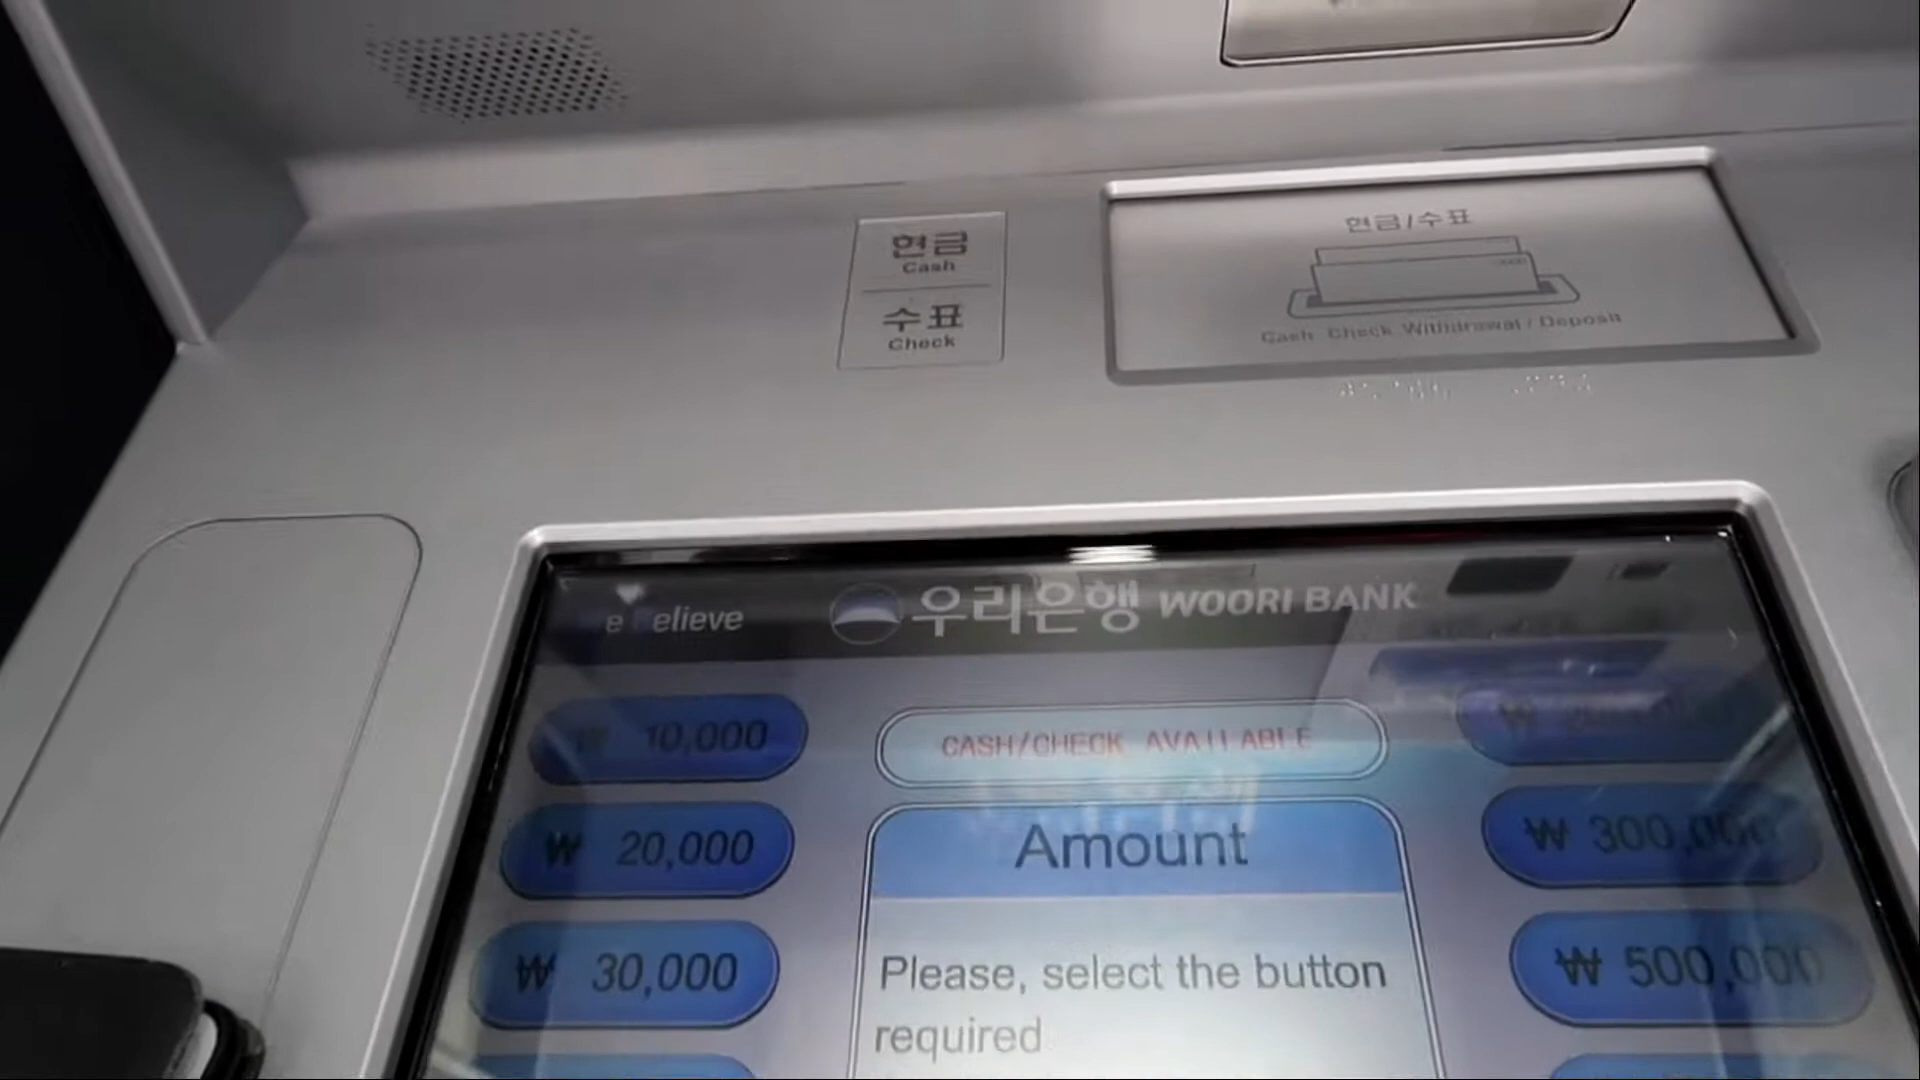 현금
Cash
수표
Check
현금/수표
Cash Check Withdrawal / Deposit
elieve
우리은행 WOORI BANK
10,000
CASH/CHECK AVAILABLE
₩
₩ 20,000
Amount
₩ 300,000
₩ 30,000
Please, select the button
required
₩ 500,000